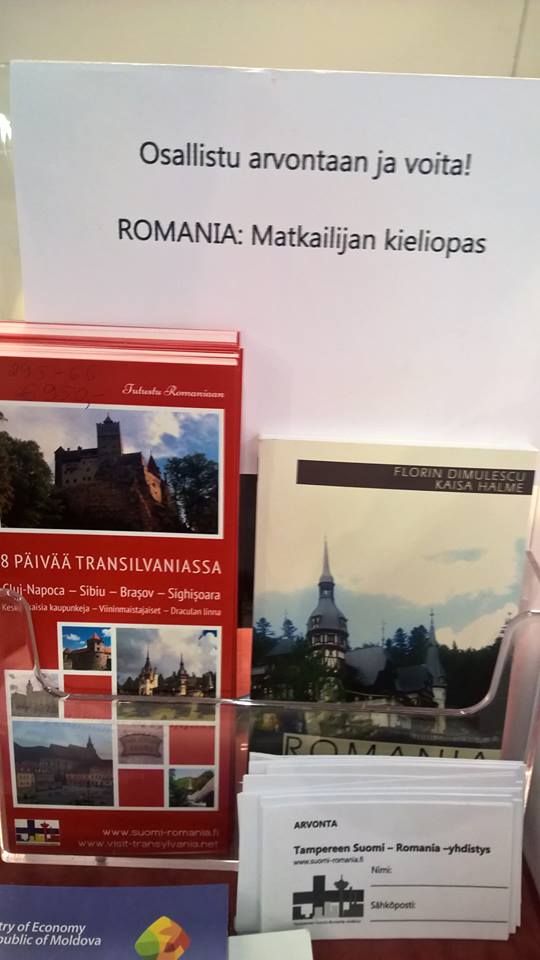 Osallistu arvontaan ja voita!
ROMANIA: Matkailijan kieliopas
Tutustu Romaniaan
8 PÄIVÄÄ TRANSILVANIASSA
Cluj-Napoca – Sibiu – Brașov – Sighișoara
kaupunkeja – Viininmaistajaiset – Draculan linna
www.suomi-romania.fi
www.visit-transylvania.net
FLORIN DIMULESCU
KAISA HALME
ROMANIA
ARVONTA
Tampereen Suomi – Romania –yhdistys
www.suomi-romania.fi
Nimi:
Sähköposti:
try of Economy
public of Moldova